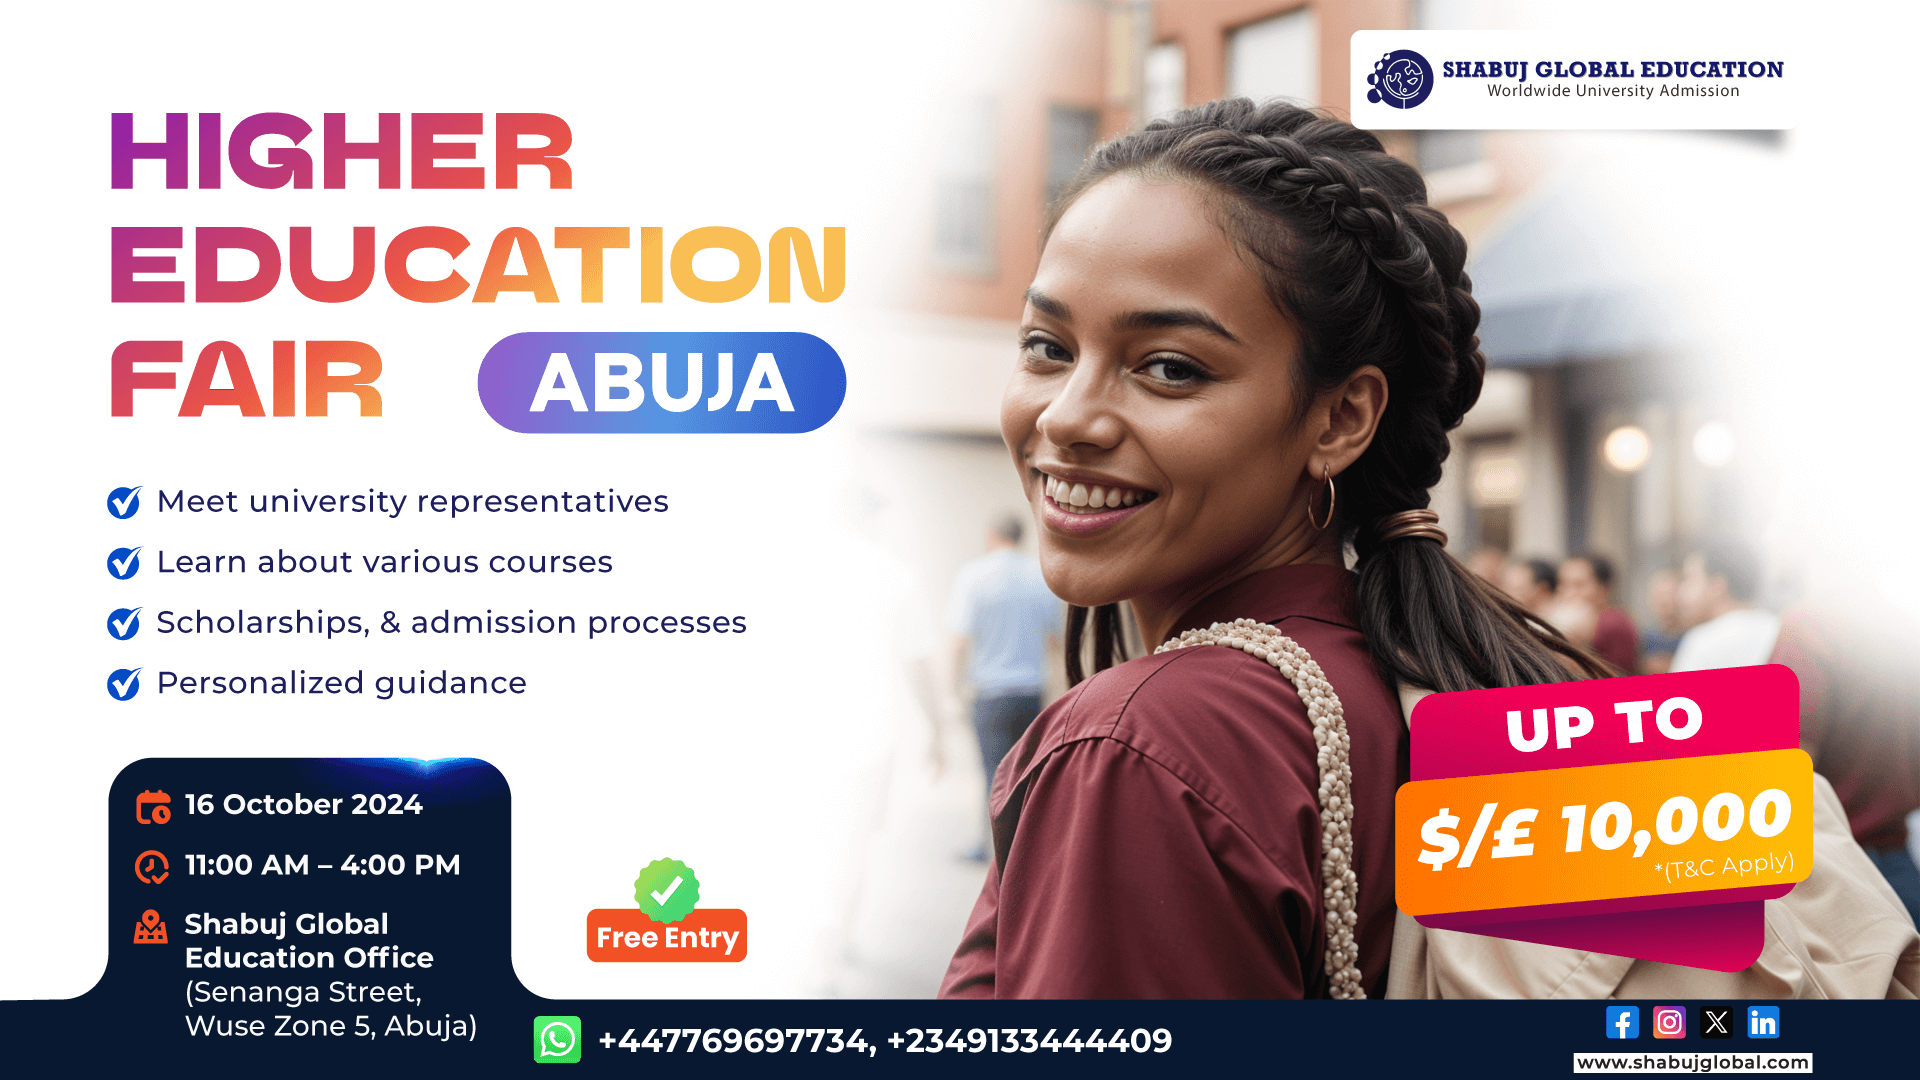 SHABUJ GLOBAL EDUCATION
Worldwide University Admission
HIGHER
EDUCATION
FAIR
ABUJA
Meet university representatives
Learn about various courses
Scholarships, & admission processes
Personalized guidance
UP TO
$/£ 10,000
*(T&C Apply)
16 October 2024
11:00 AM – 4:00 PM
Shabuj Global
Education Office
(Senanga Street,
Wuse Zone 5, Abuja)
Free Entry
+447769697734, +2349133444409
www.shabujglobal.com